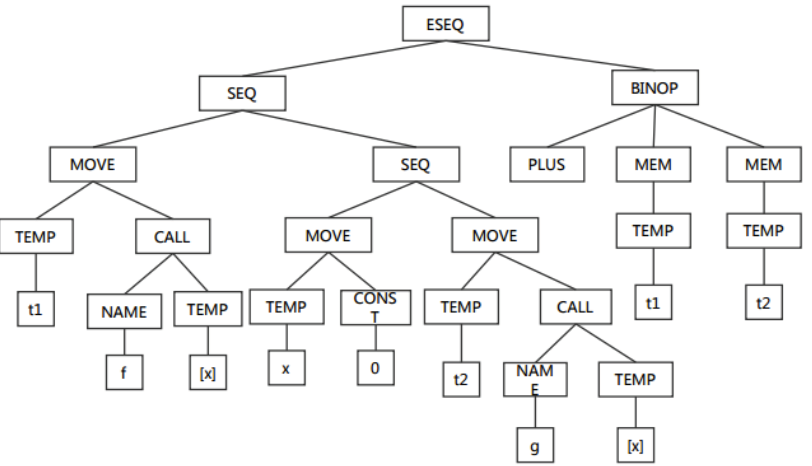 ESEQ
SEQ
BINOP
MOVE
SEQ
PLUS
MEM
MEM
TEMP
CALL
MOVE
MOVE
TEMP
TEMP
t1
NAME
TEMP
TEMP
CONS
T
TEMP
CALL
t1
t2
f
[x]
x
0
t2
NAM
E
TEMP
g
[x]